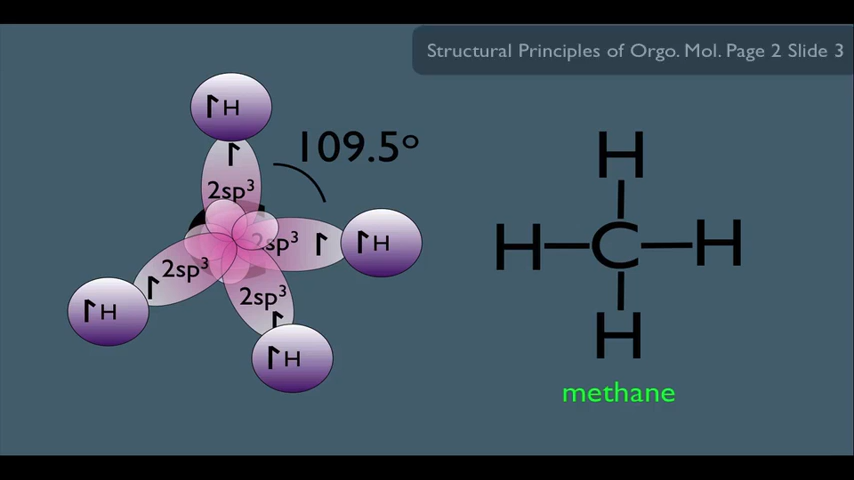 Structural Principles of Orgo. Mol. Page 2 Slide 3
↿H
↿
2sp³
109.5°
2sp³ ↿ ↿H
2sp³
↿
↿H
2sp³
↿
↿H
H
H C H
H
methane